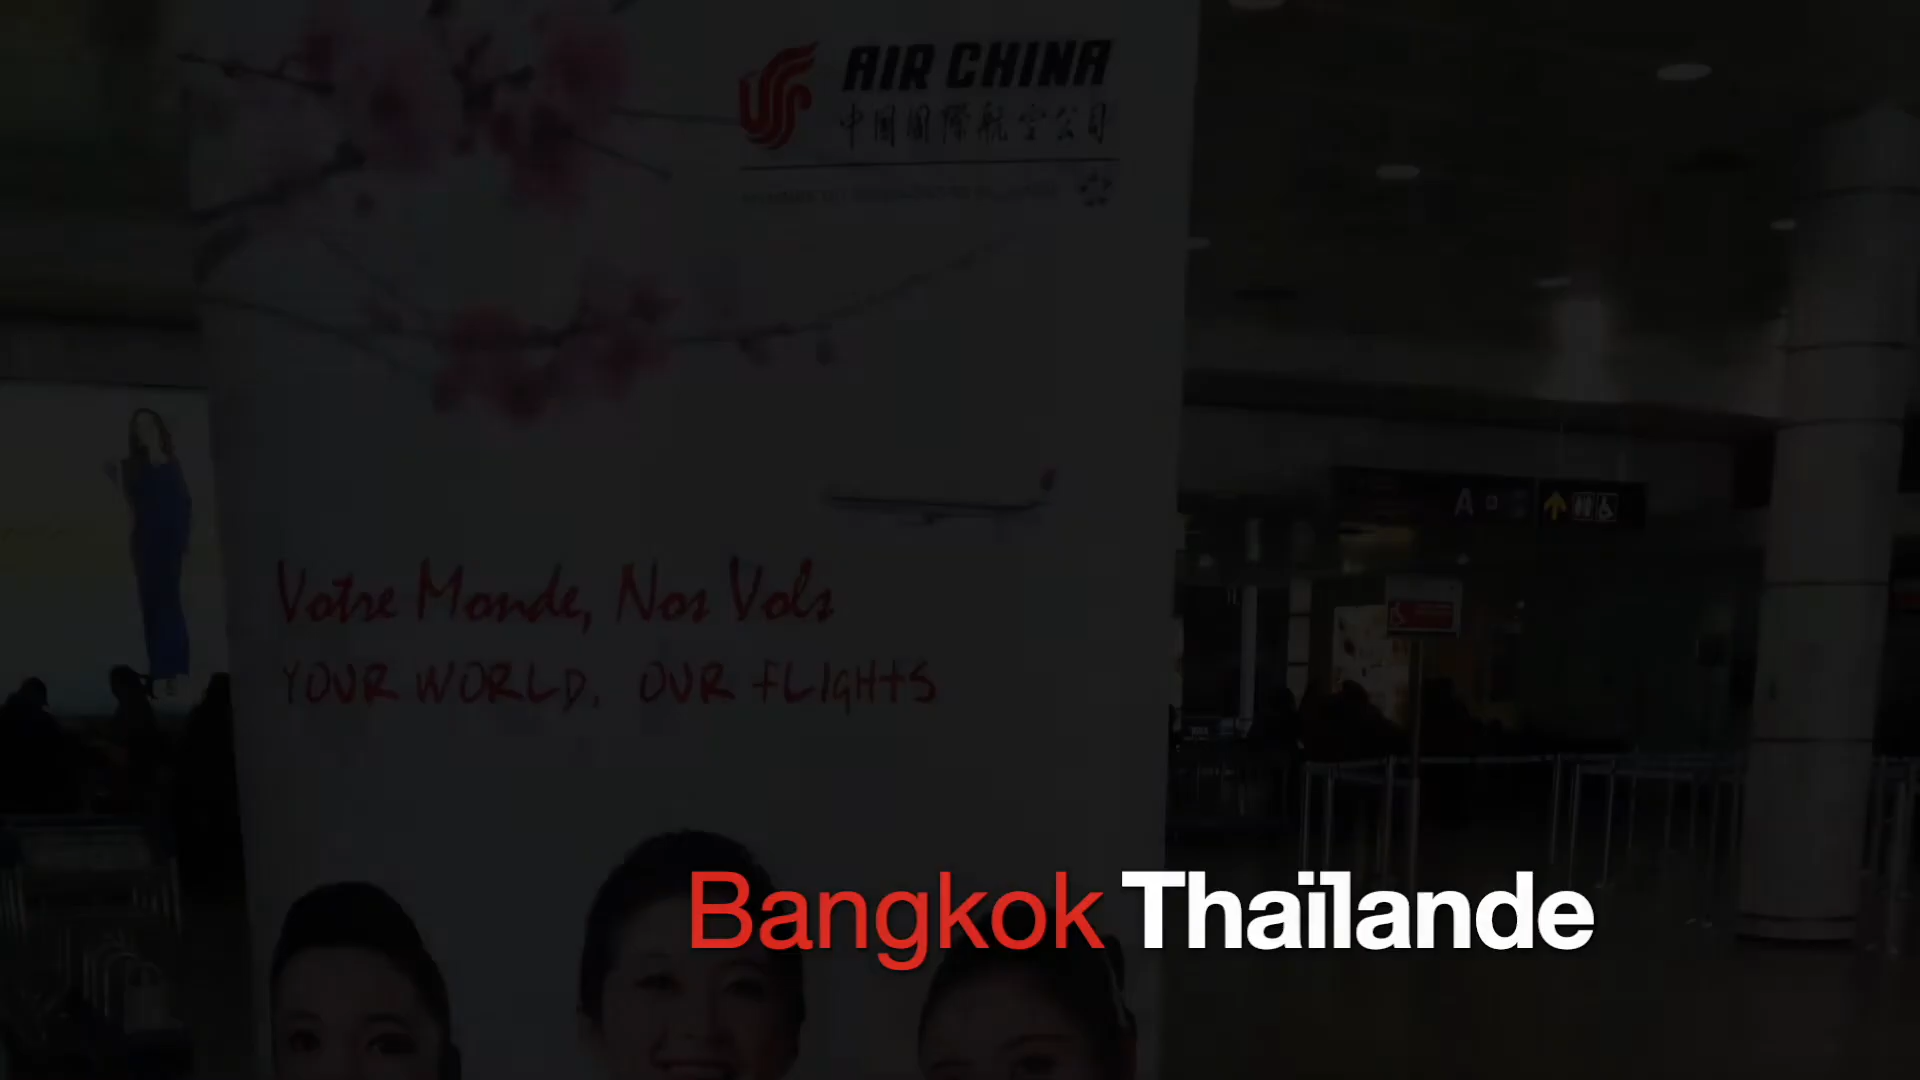 AIR CHINA
中国国際航空公司
Votre Monde, Nos Vols
YOUR WORLD, OUR FLIGHTS
A
Bangkok Thaïlande